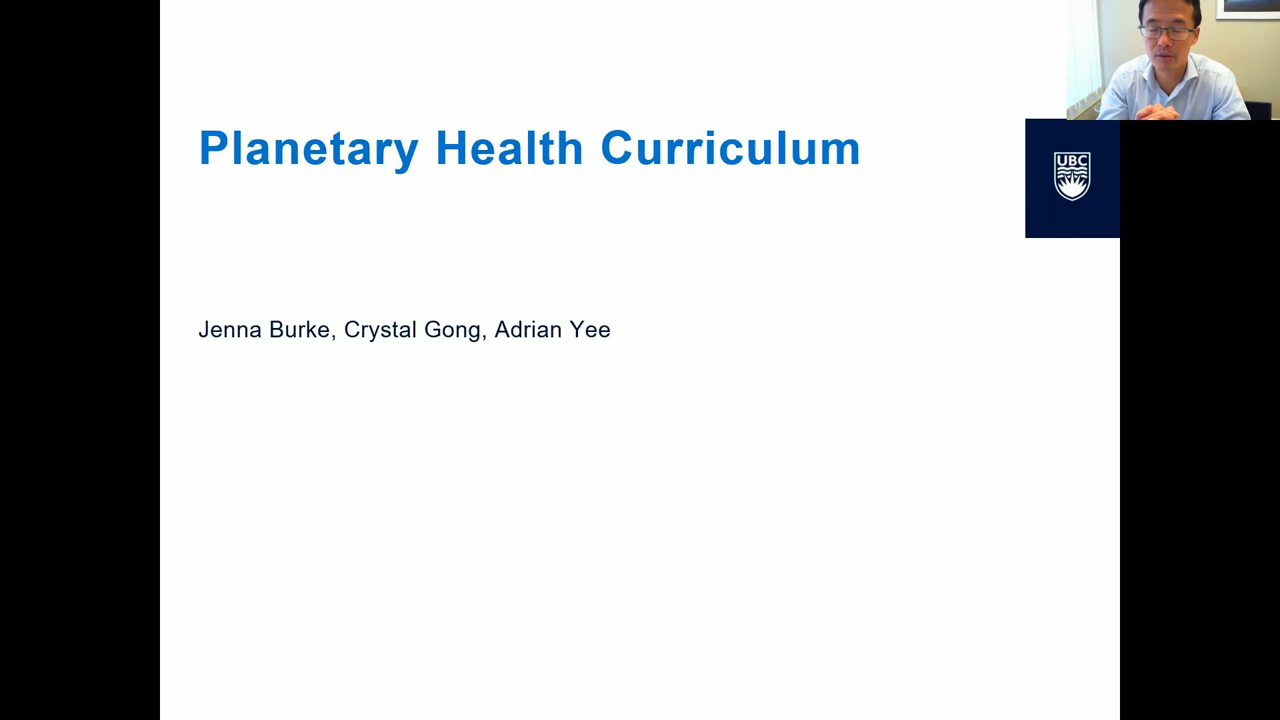 Planetary Health Curriculum
UBC
Jenna Burke, Crystal Gong, Adrian Yee